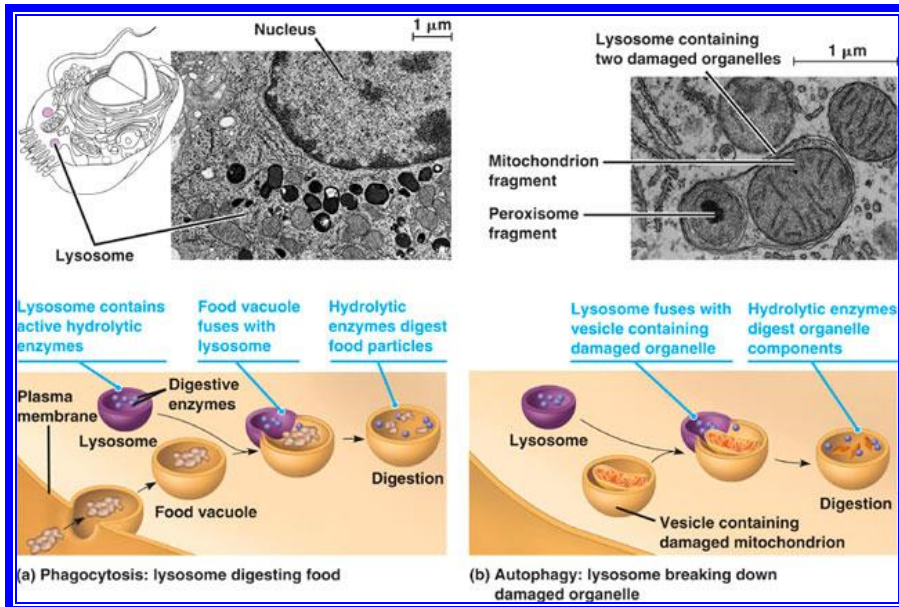 Nucleus
1 μm
Lysosome
Lysosome containing
two damaged organelles
1 μm
Mitochondrion
fragment
Peroxisome
fragment
Lysosome contains
active hydrolytic
enzymes
Food vacuole
fuses with
lysosome
Hydrolytic
enzymes digest
food particles
Plasma
membrane
Digestive
enzymes
Lysosome
Food vacuole
Digestion
(a) Phagocytosis: lysosome digesting food
Lysosome fuses with
vesicle containing
damaged organelle
Hydrolytic enzymes
digest organelle
components
Lysosome
Vesicle containing
damaged mitochondrion
Digestion
(b) Autophagy: lysosome breaking down
damaged organelle